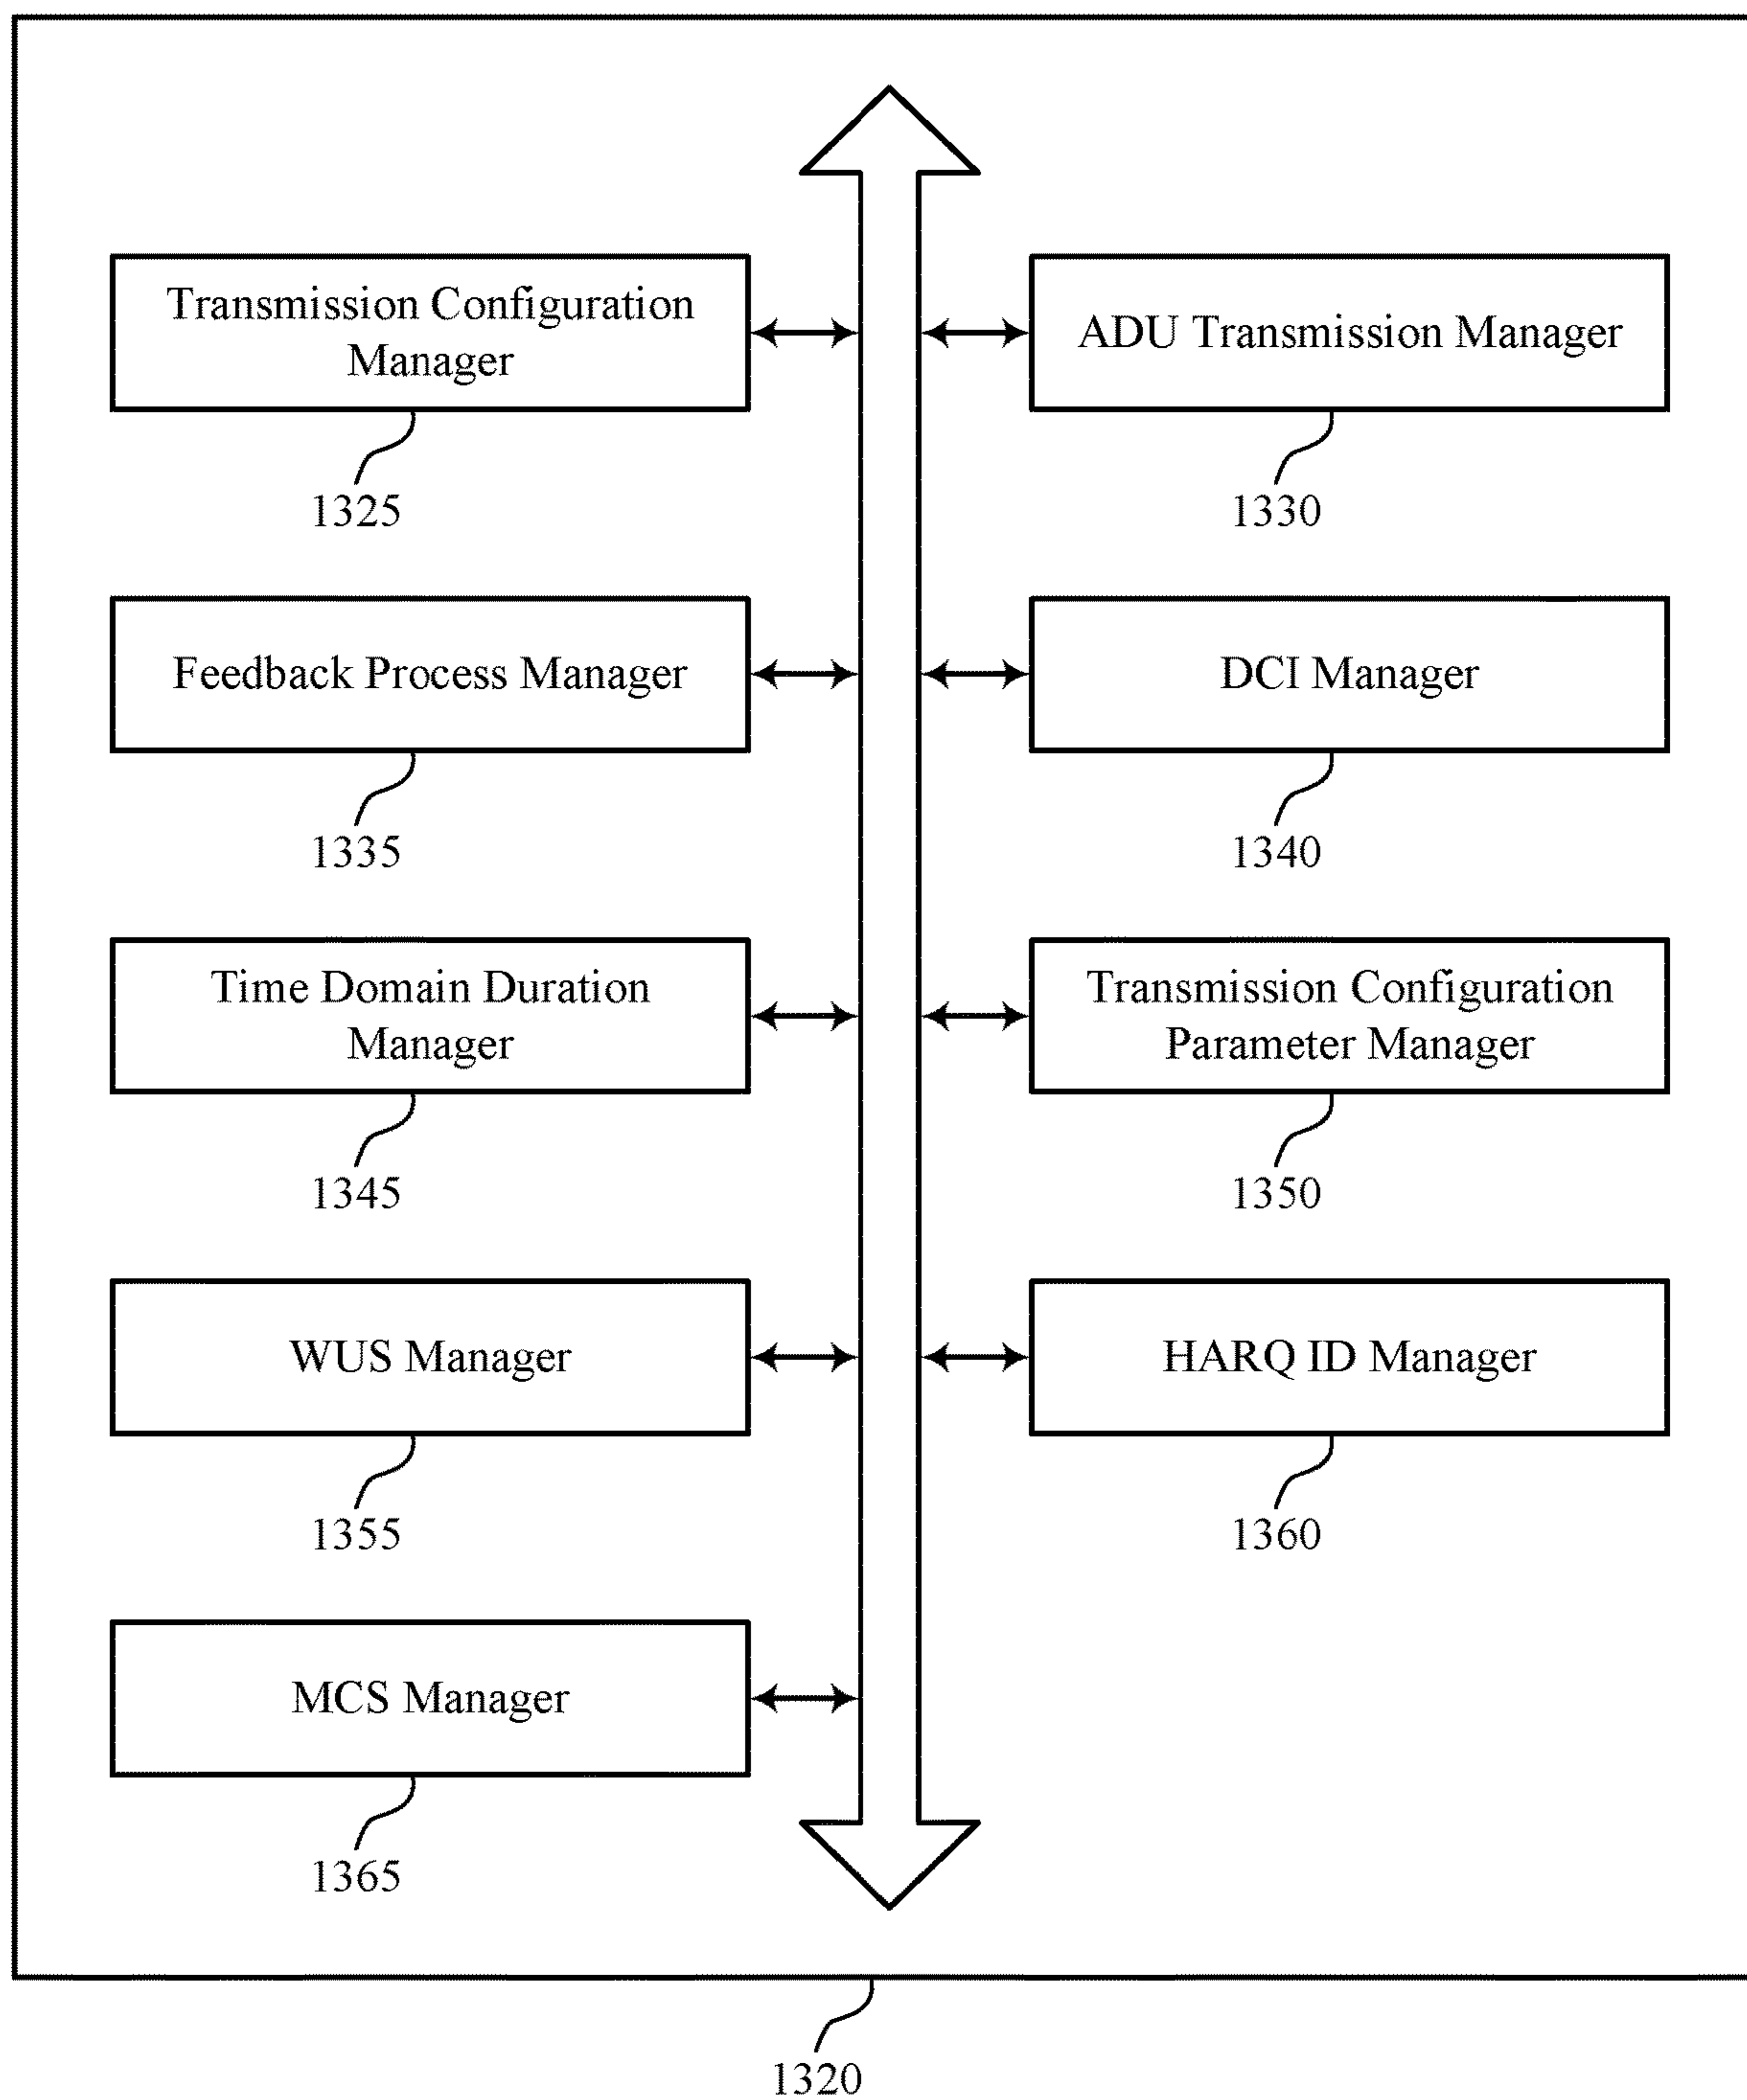 Transmission Configuration
Manager
1325
ADU Transmission Manager
1330
Feedback Process Manager
1335
DCI Manager
1340
Time Domain Duration
Manager
1345
Transmission Configuration
Parameter Manager
1350
WUS Manager
1355
HARQ ID Manager
1360
MCS Manager
1365
1320